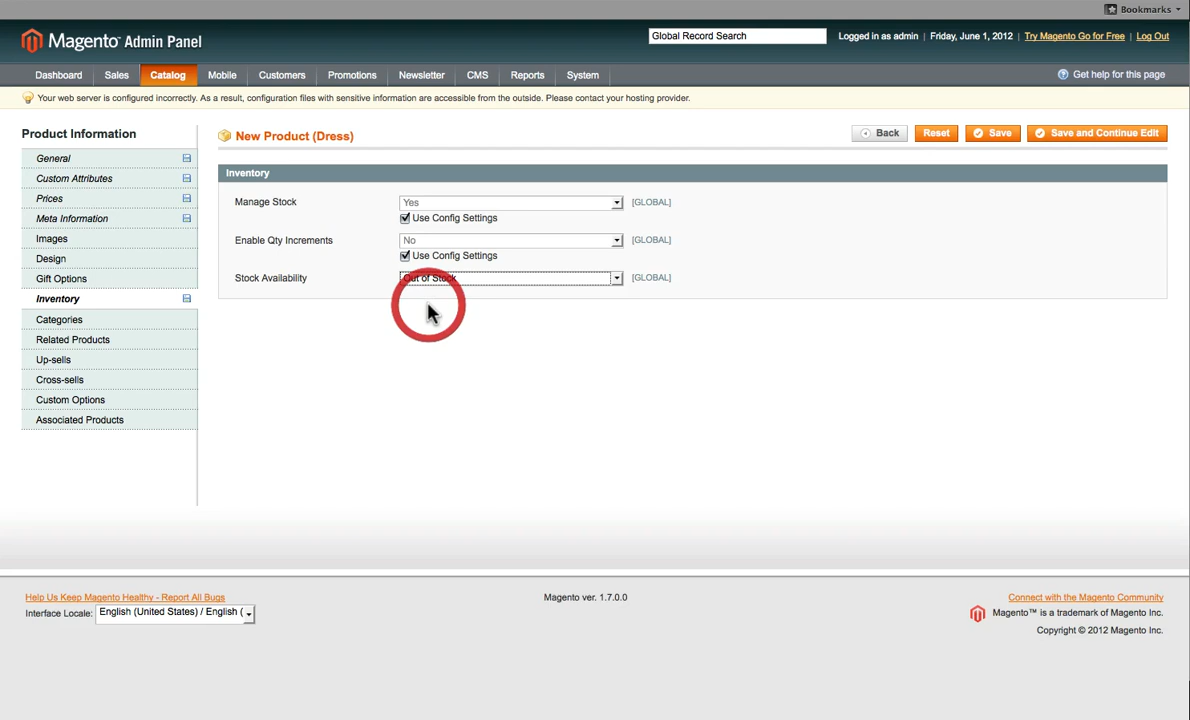 Bookmarks
Magento Admin Panel
Global Record Search
Logged in as admin | Friday, June 1, 2012 | Try Magento Go for Free | Log Out
Dashboard Sales Catalog Mobile Customers Promotions Newsletter CMS Reports System
Get help for this page
Your web server is configured incorrectly. As a result, configuration files with sensitive information are accessible from the outside. Please contact your hosting provider.
Product Information
General
Custom Attributes
Prices
Meta Information
Images
Design
Gift Options
Inventory
Categories
Related Products
Up-sells
Cross-sells
Custom Options
Associated Products
New Product (Dress)
Back Reset Save Save and Continue Edit
Inventory
Manage Stock Yes [GLOBAL]
Use Config Settings
Enable Qty Increments No [GLOBAL]
Use Config Settings
Stock Availability Out of Stock [GLOBAL]
Help Us Keep Magento Healthy - Report All Bugs
Interface Locale: English (United States) / English (
Magento ver. 1.7.0.0
Connect with the Magento Community
Magento™ is a trademark of Magento Inc.
Copyright © 2012 Magento Inc.